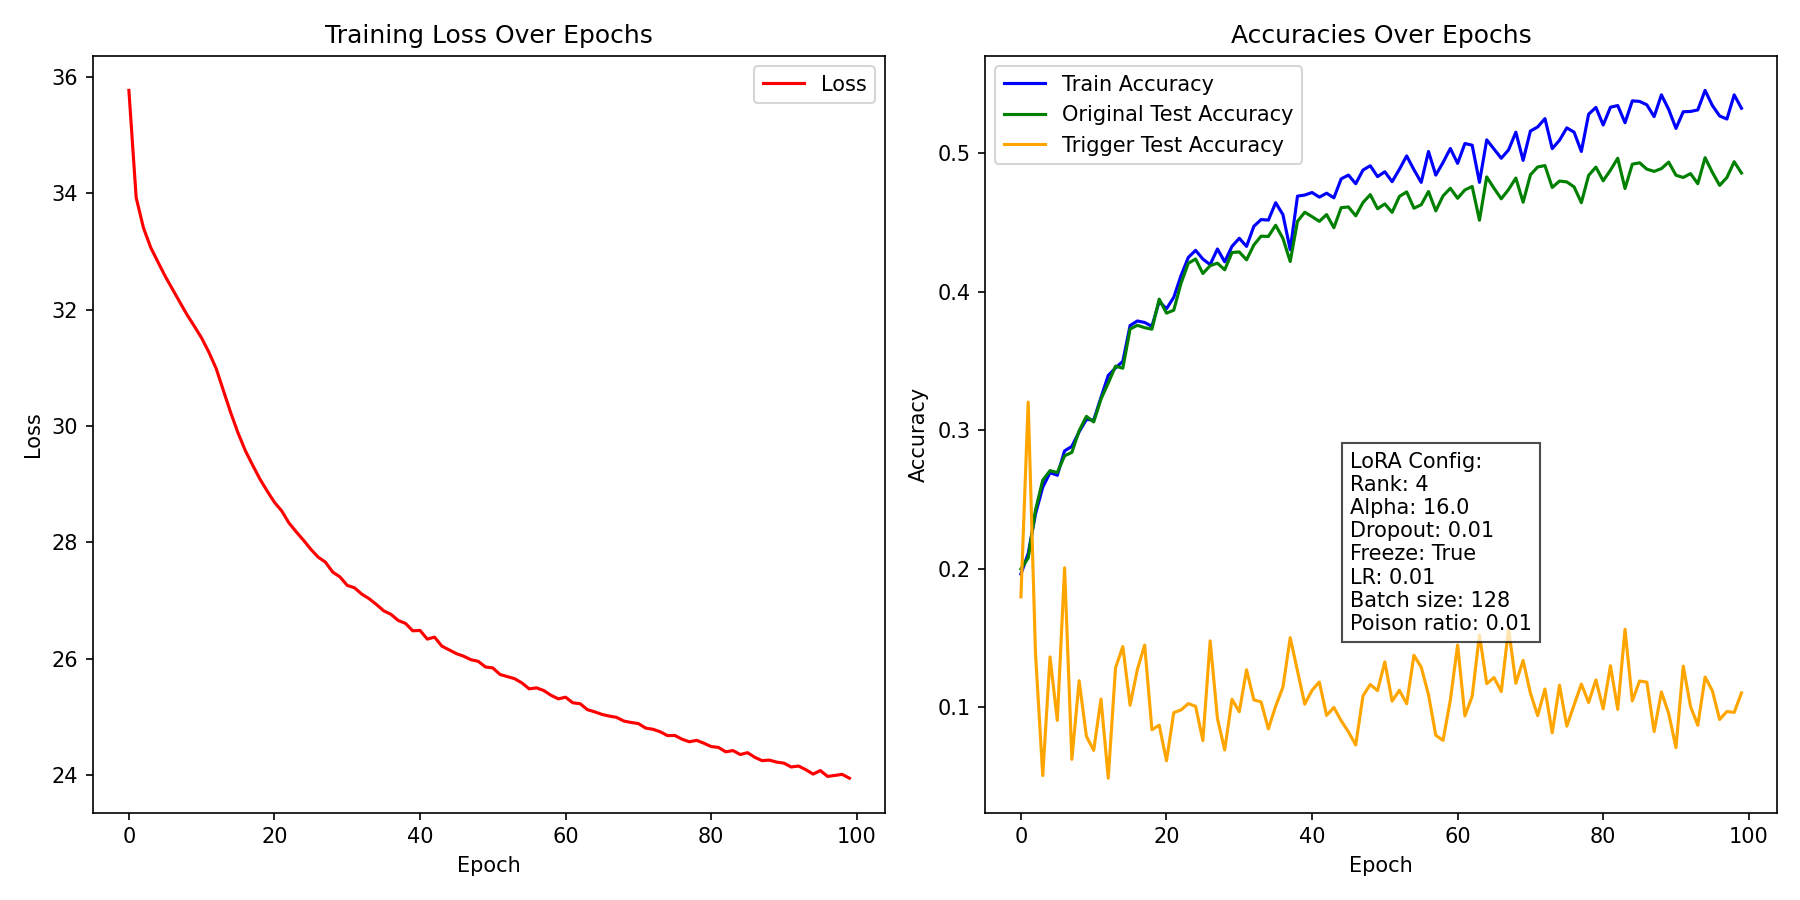 Training Loss Over Epochs
Loss
36
34
32
30
28
26
24
Loss
0 20 40 60 80 100
Epoch
Accuracies Over Epochs
Train Accuracy
Original Test Accuracy
Trigger Test Accuracy
0.5
0.4
0.3
0.2
0.1
Accuracy
LoRA Config:
Rank: 4
Alpha: 16.0
Dropout: 0.01
Freeze: True
LR: 0.01
Batch size: 128
Poison ratio: 0.01
0 20 40 60 80 100
Epoch